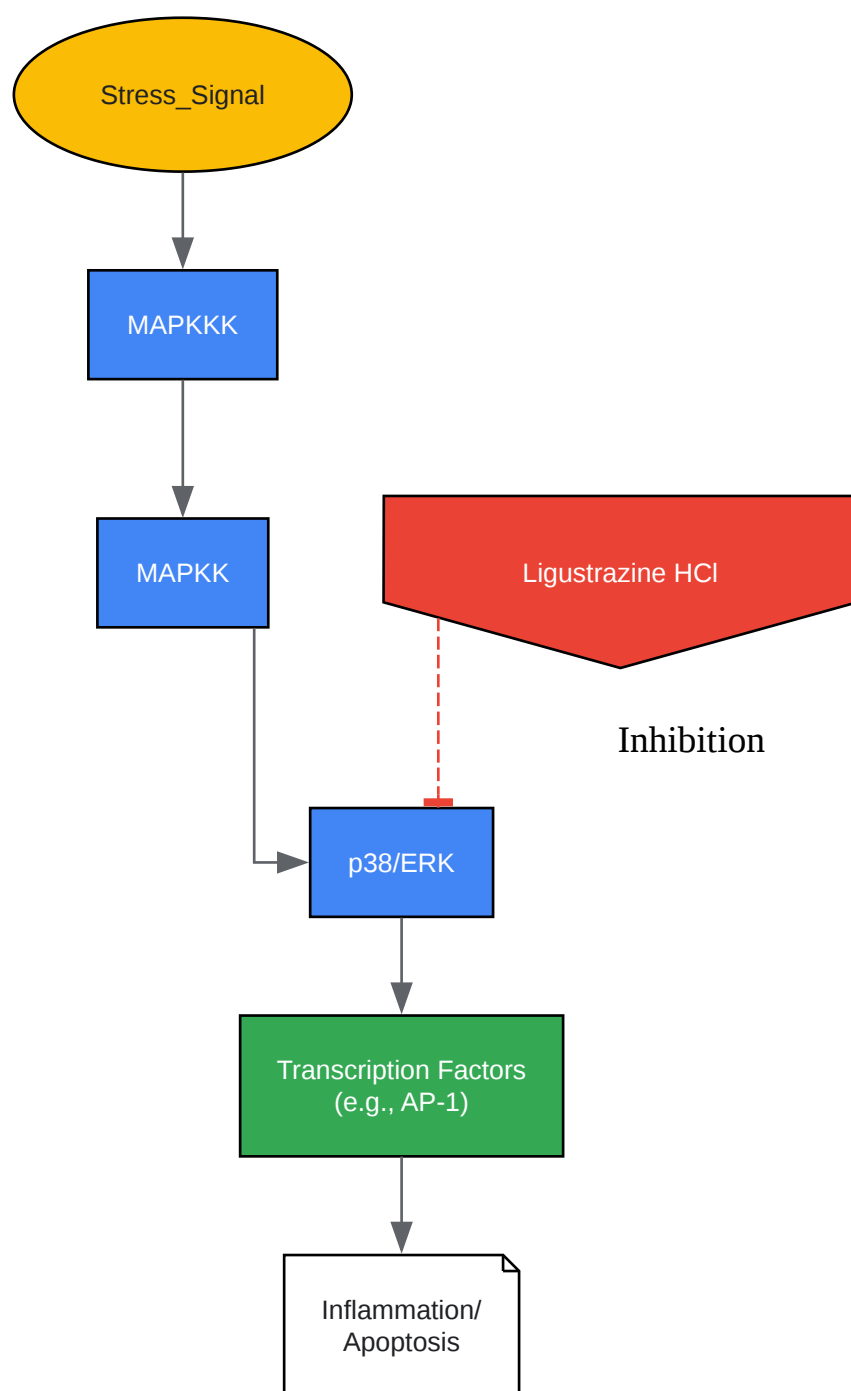 Stress_Signal
MAPKKK
MAPKK
Ligustrazine HCl
Inhibition
p38/ERK
Transcription Factors
(e.g., AP-1)
Inflammation/
Apoptosis